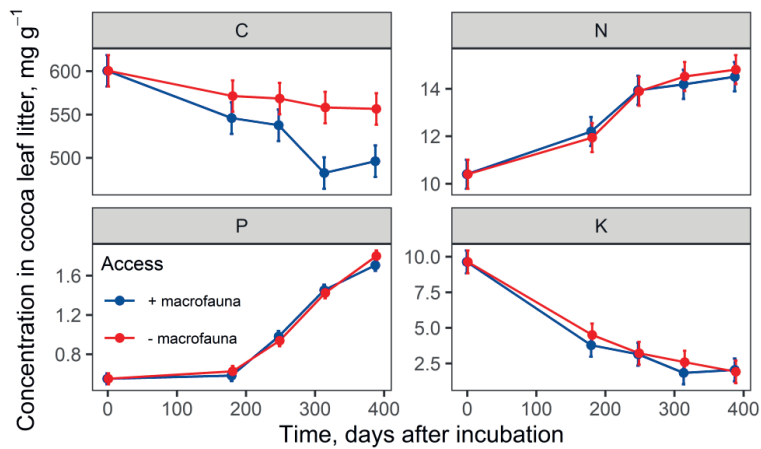 Concentration in cocoa leaf litter, mg g⁻¹
C
N
600
550
500
14
12
10
P
K
Access
+ macrofauna
- macrofauna
1.6
1.2
0.8
10.0
7.5
5.0
2.5
0 100 200 300 400
0 100 200 300 400
Time, days after incubation